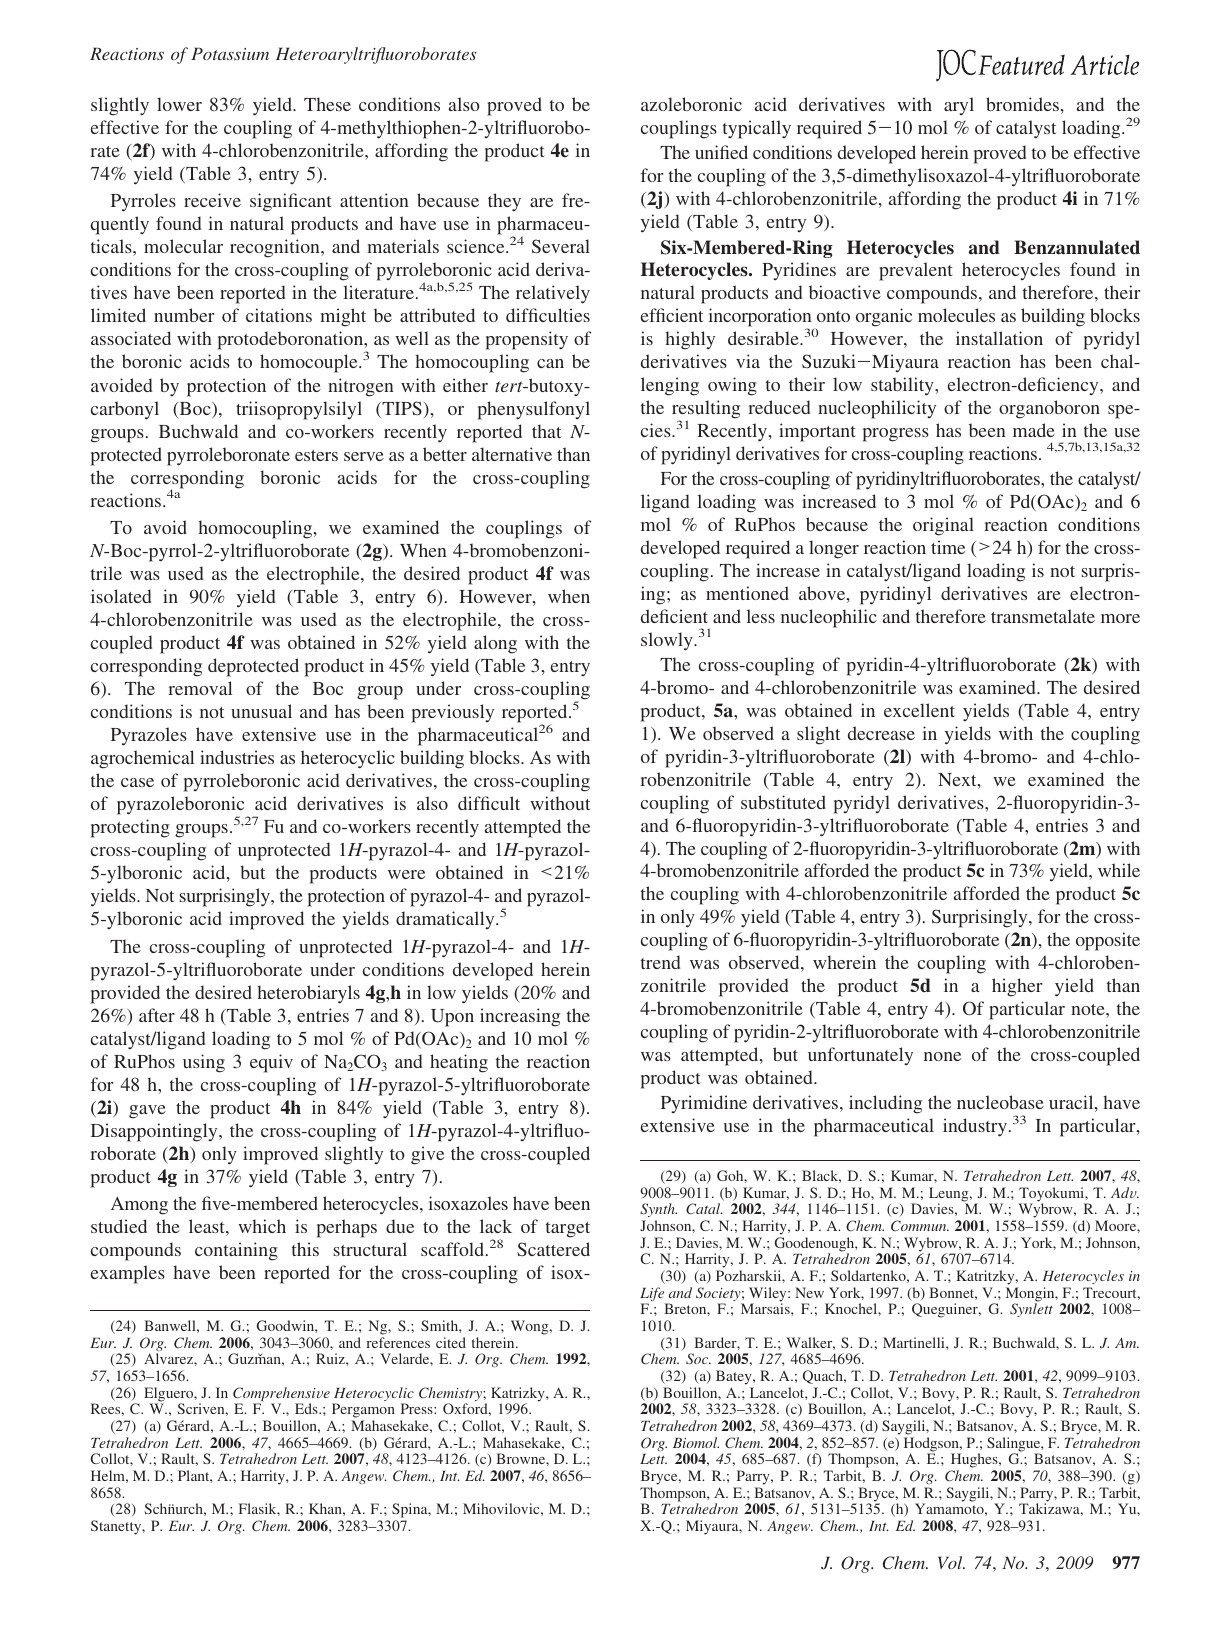 Reactions of Potassium Heteroaryltrifluoroborates
JOC Featured Article
slightly lower 83% yield. These conditions also proved to be
effective for the coupling of 4-methylthiophen-2-yltrifluorobo-
rate (2f) with 4-chlorobenzonitrile, affording the product 4e in
74% yield (Table 3, entry 5).
Pyrroles receive significant attention because they are fre-
quently found in natural products and have use in pharmaceu-
ticals, molecular recognition, and materials science.24 Several
conditions for the cross-coupling of pyrroleboronic acid deriva-
tives have been reported in the literature.4a,b,5,25 The relatively
limited number of citations might be attributed to difficulties
associated with protodeboronation, as well as the propensity of
the boronic acids to homocouple.3 The homocoupling can be
avoided by protection of the nitrogen with either tert-butoxy-
carbonyl (Boc), triisopropylsilyl (TIPS), or phenysulfonyl
groups. Buchwald and co-workers recently reported that N-
protected pyrroleboronate esters serve as a better alternative than
the corresponding boronic acids for the cross-coupling
reactions.4a
To avoid homocoupling, we examined the couplings of
N-Boc-pyrrol-2-yltrifluoroborate (2g). When 4-bromobenzoni-
trile was used as the electrophile, the desired product 4f was
isolated in 90% yield (Table 3, entry 6). However, when
4-chlorobenzonitrile was used as the electrophile, the cross-
coupled product 4f was obtained in 52% yield along with the
corresponding deprotected product in 45% yield (Table 3, entry
6). The removal of the Boc group under cross-coupling
conditions is not unusual and has been previously reported.5
Pyrazoles have extensive use in the pharmaceutical26 and
agrochemical industries as heterocyclic building blocks. As with
the case of pyrroleboronic acid derivatives, the cross-coupling
of pyrazoleboronic acid derivatives is also difficult without
protecting groups.5,27 Fu and co-workers recently attempted the
cross-coupling of unprotected 1H-pyrazol-4- and 1H-pyrazol-
5-ylboronic acid, but the products were obtained in <21%
yields. Not surprisingly, the protection of pyrazol-4- and pyrazol-
5-ylboronic acid improved the yields dramatically.5
The cross-coupling of unprotected 1H-pyrazol-4- and 1H-
pyrazol-5-yltrifluoroborate under conditions developed herein
provided the desired heterobiaryls 4g,h in low yields (20% and
26%) after 48 h (Table 3, entries 7 and 8). Upon increasing the
catalyst/ligand loading to 5 mol % of Pd(OAc)2 and 10 mol %
of RuPhos using 3 equiv of Na2CO3 and heating the reaction
for 48 h, the cross-coupling of 1H-pyrazol-5-yltrifluoroborate
(2i) gave the product 4h in 84% yield (Table 3, entry 8).
Disappointingly, the cross-coupling of 1H-pyrazol-4-yltrifluo-
roborate (2h) only improved slightly to give the cross-coupled
product 4g in 37% yield (Table 3, entry 7).
Among the five-membered heterocycles, isoxazoles have been
studied the least, which is perhaps due to the lack of target
compounds containing this structural scaffold.28 Scattered
examples have been reported for the cross-coupling of isox-
(24) Banwell, M. G.; Goodwin, T. E.; Ng, S.; Smith, J. A.; Wong, D. J.
Eur. J. Org. Chem. 2006, 3043–3060, and references cited therein.
(25) Alvarez, A.; Guzm̃an, A.; Ruiz, A.; Velarde, E. J. Org. Chem. 1992,
57, 1653–1656.
(26) Elguero, J. In Comprehensive Heterocyclic Chemistry; Katrizky, A. R.,
Rees, C. W., Scriven, E. F. V., Eds.; Pergamon Press: Oxford, 1996.
(27) (a) Gérard, A.-L.; Bouillon, A.; Mahasekake, C.; Collot, V.; Rault, S.
Tetrahedron Lett. 2006, 47, 4665–4669. (b) Gérard, A.-L.; Mahasekake, C.;
Collot, V.; Rault, S. Tetrahedron Lett. 2007, 48, 4123–4126. (c) Browne, D. L.;
Helm, M. D.; Plant, A.; Harrity, J. P. A. Angew. Chem., Int. Ed. 2007, 46, 8656–
8658.
(28) Schn̈urch, M.; Flasik, R.; Khan, A. F.; Spina, M.; Mihovilovic, M. D.;
Stanetty, P. Eur. J. Org. Chem. 2006, 3283–3307.
azoleboronic acid derivatives with aryl bromides, and the
couplings typically required 5−10 mol % of catalyst loading.29
The unified conditions developed herein proved to be effective
for the coupling of the 3,5-dimethylisoxazol-4-yltrifluoroborate
(2j) with 4-chlorobenzonitrile, affording the product 4i in 71%
yield (Table 3, entry 9).
Six-Membered-Ring Heterocycles and Benzannulated
Heterocycles. Pyridines are prevalent heterocycles found in
natural products and bioactive compounds, and therefore, their
efficient incorporation onto organic molecules as building blocks
is highly desirable.30 However, the installation of pyridyl
derivatives via the Suzuki−Miyaura reaction has been chal-
lenging owing to their low stability, electron-deficiency, and
the resulting reduced nucleophilicity of the organoboron spe-
cies.31 Recently, important progress has been made in the use
of pyridinyl derivatives for cross-coupling reactions. 4,5,7b,13,15a,32
For the cross-coupling of pyridinyltrifluoroborates, the catalyst/
ligand loading was increased to 3 mol % of Pd(OAc)2 and 6
mol % of RuPhos because the original reaction conditions
developed required a longer reaction time (>24 h) for the cross-
coupling. The increase in catalyst/ligand loading is not surpris-
ing; as mentioned above, pyridinyl derivatives are electron-
deficient and less nucleophilic and therefore transmetalate more
slowly.31
The cross-coupling of pyridin-4-yltrifluoroborate (2k) with
4-bromo- and 4-chlorobenzonitrile was examined. The desired
product, 5a, was obtained in excellent yields (Table 4, entry
1). We observed a slight decrease in yields with the coupling
of pyridin-3-yltrifluoroborate (2l) with 4-bromo- and 4-chlo-
robenzonitrile (Table 4, entry 2). Next, we examined the
coupling of substituted pyridyl derivatives, 2-fluoropyridin-3-
and 6-fluoropyridin-3-yltrifluoroborate (Table 4, entries 3 and
4). The coupling of 2-fluoropyridin-3-yltrifluoroborate (2m) with
4-bromobenzonitrile afforded the product 5c in 73% yield, while
the coupling with 4-chlorobenzonitrile afforded the product 5c
in only 49% yield (Table 4, entry 3). Surprisingly, for the cross-
coupling of 6-fluoropyridin-3-yltrifluoroborate (2n), the opposite
trend was observed, wherein the coupling with 4-chloroben-
zonitrile provided the product 5d in a higher yield than
4-bromobenzonitrile (Table 4, entry 4). Of particular note, the
coupling of pyridin-2-yltrifluoroborate with 4-chlorobenzonitrile
was attempted, but unfortunately none of the cross-coupled
product was obtained.
Pyrimidine derivatives, including the nucleobase uracil, have
extensive use in the pharmaceutical industry.33 In particular,
(29) (a) Goh, W. K.; Black, D. S.; Kumar, N. Tetrahedron Lett. 2007, 48,
9008–9011. (b) Kumar, J. S. D.; Ho, M. M.; Leung, J. M.; Toyokumi, T. Adv.
Synth. Catal. 2002, 344, 1146–1151. (c) Davies, M. W.; Wybrow, R. A. J.;
Johnson, C. N.; Harrity, J. P. A. Chem. Commun. 2001, 1558–1559. (d) Moore,
J. E.; Davies, M. W.; Goodenough, K. N.; Wybrow, R. A. J.; York, M.; Johnson,
C. N.; Harrity, J. P. A. Tetrahedron 2005, 61, 6707–6714.
(30) (a) Pozharskii, A. F.; Soldartenko, A. T.; Katritzky, A. Heterocycles in
Life and Society; Wiley: New York, 1997. (b) Bonnet, V.; Mongin, F.; Trecourt,
F.; Breton, F.; Marsais, F.; Knochel, P.; Queguiner, G. Synlett 2002, 1008–
1010.
(31) Barder, T. E.; Walker, S. D.; Martinelli, J. R.; Buchwald, S. L. J. Am.
Chem. Soc. 2005, 127, 4685–4696.
(32) (a) Batey, R. A.; Quach, T. D. Tetrahedron Lett. 2001, 42, 9099–9103.
(b) Bouillon, A.; Lancelot, J.-C.; Collot, V.; Bovy, P. R.; Rault, S. Tetrahedron
2002, 58, 3323–3328. (c) Bouillon, A.; Lancelot, J.-C.; Bovy, P. R.; Rault, S.
Tetrahedron 2002, 58, 4369–4373. (d) Saygili, N.; Batsanov, A. S.; Bryce, M. R.
Org. Biomol. Chem. 2004, 2, 852–857. (e) Hodgson, P.; Salingue, F. Tetrahedron
Lett. 2004, 45, 685–687. (f) Thompson, A. E.; Hughes, G.; Batsanov, A. S.;
Bryce, M. R.; Parry, P. R.; Tarbit, B. J. Org. Chem. 2005, 70, 388–390. (g)
Thompson, A. E.; Batsanov, A. S.; Bryce, M. R.; Saygili, N.; Parry, P. R.; Tarbit,
B. Tetrahedron 2005, 61, 5131–5135. (h) Yamamoto, Y.; Takizawa, M.; Yu,
X.-Q.; Miyaura, N. Angew. Chem., Int. Ed. 2008, 47, 928–931.
J. Org. Chem. Vol. 74, No. 3, 2009 977